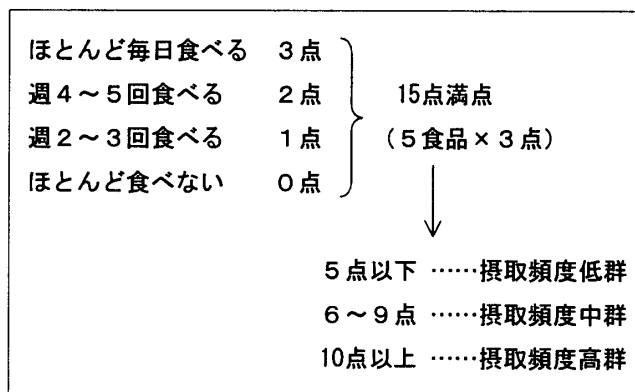 ほとんど毎日食べる 3点
週4~5回食べる 2点
週2~3回食べる 1点
ほとんど食べない 0点
15点満点
(5食品×3点)
5点以下 ……摂取頻度低群
6~9点 ……摂取頻度中群
10点以上 ……摂取頻度高群